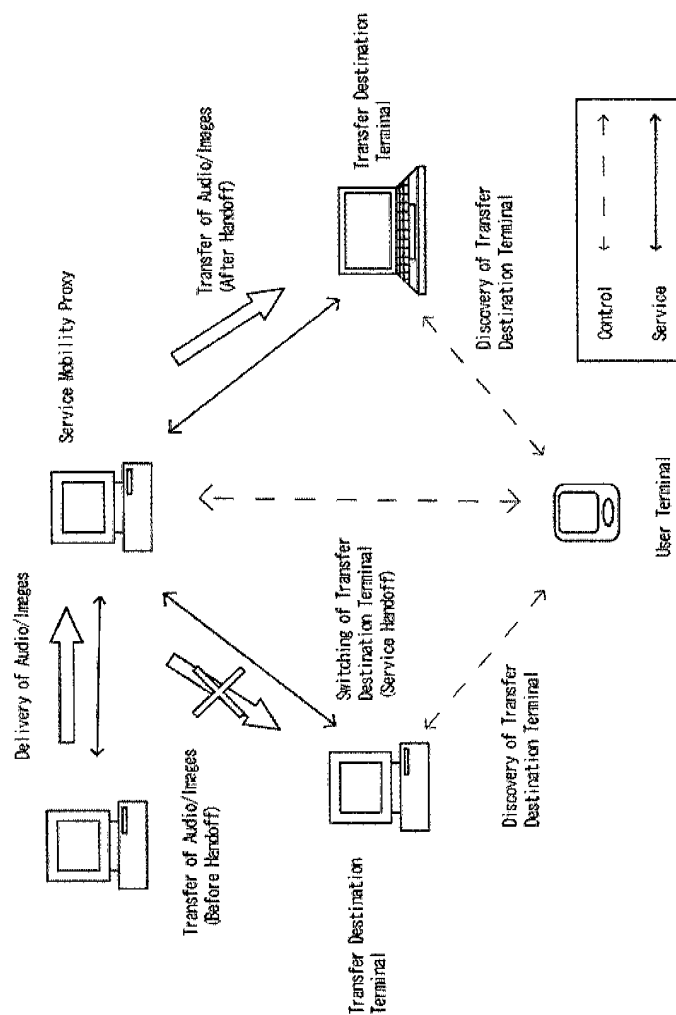 Delivery of Audio/Images
Service Mobility Proxy
Transfer of Audio/Images
(Before Handoff)
Transfer of Audio/Images
(After Handoff)
Switching of Transfer
Destination Terminal
(Service Handoff)
Transfer Destination
Terminal
Transfer Destination
Terminal
Discovery of Transfer
Destination Terminal
Discovery of Transfer
Destination Terminal
User Terminal
Control
Service